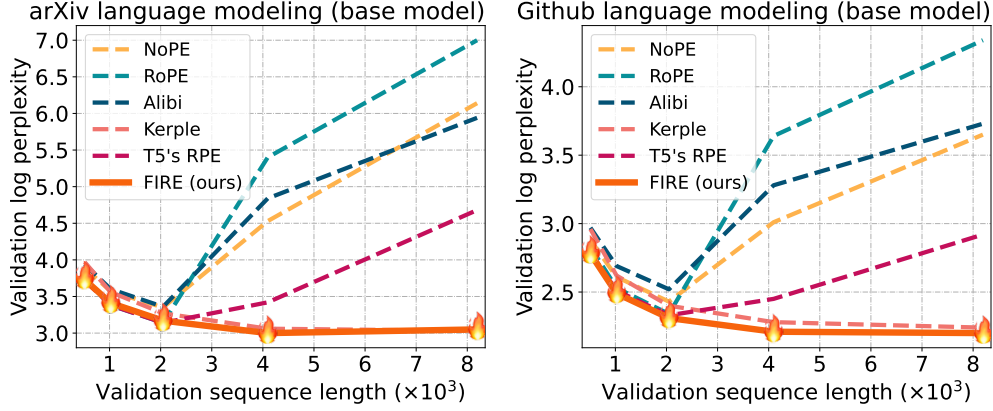 arXiv language modeling (base model)
Validation log perplexity
7.0
6.5
6.0
5.5
5.0
4.5
4.0
3.5
3.0
NoPE
RoPE
Alibi
Kerple
T5's RPE
FIRE (ours)
1 2 3 4 5 6 7 8
Validation sequence length (×10³)
Github language modeling (base model)
Validation log perplexity
4.0
3.5
3.0
2.5
NoPE
RoPE
Alibi
Kerple
T5's RPE
FIRE (ours)
1 2 3 4 5 6 7 8
Validation sequence length (×10³)